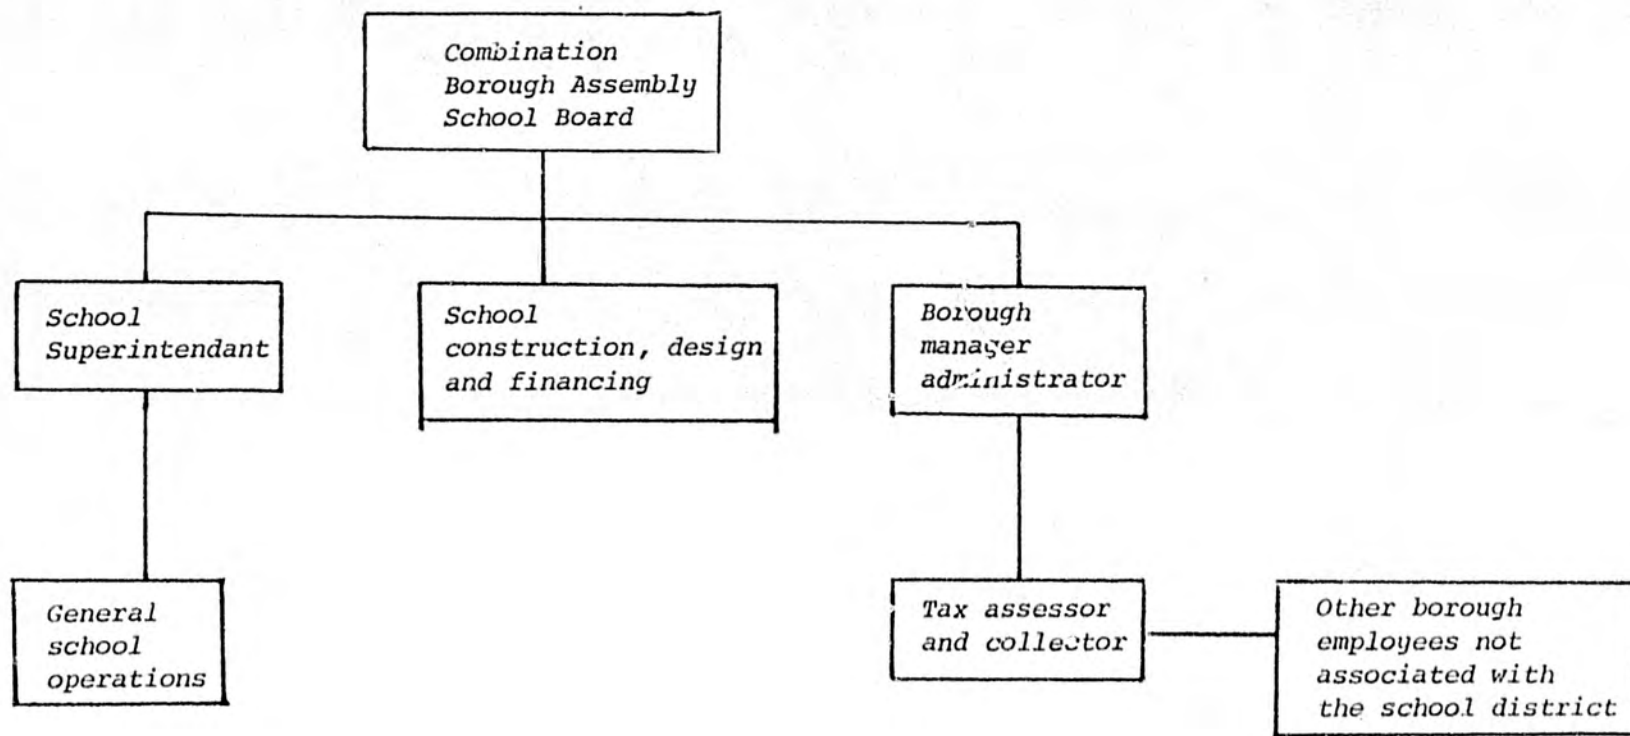 Combination
Borough Assembly
School Board
School
Superintendant
School
construction, design
and financing
Borough
manager
administrator
General
school
operations
Tax assessor
and collector
Other borough
employees not
associated with
the school district